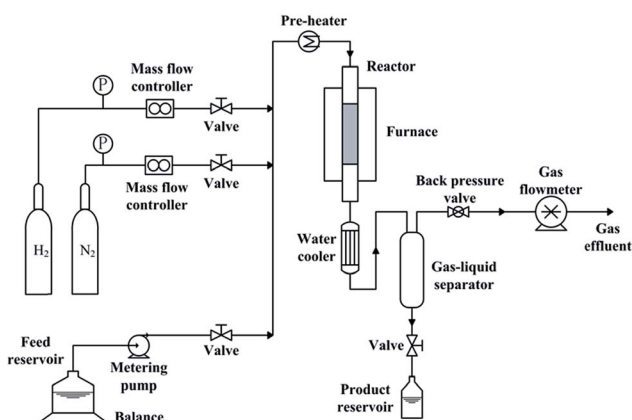 Pre-heater
Mass flow
controller
Reactor
P
Valve
Furnace
P
Mass flow
controller
Valve
Back pressure
valve
Gas
flowmeter
Gas
effluent
H2
N2
Water
cooler
Gas-liquid
separator
Feed
reservoir
Valve
Metering
pump
Valve
Product
reservoir
Balance